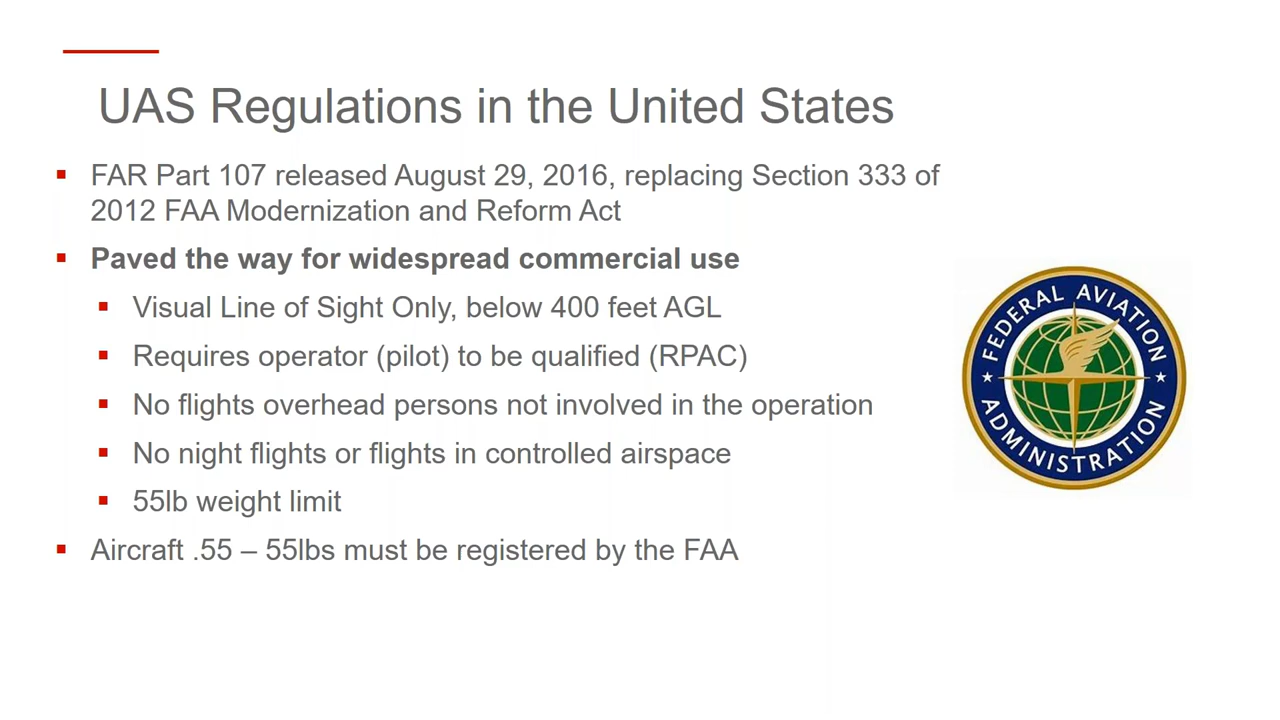 UAS Regulations in the United States
FAR Part 107 released August 29, 2016, replacing Section 333 of
2012 FAA Modernization and Reform Act
Paved the way for widespread commercial use
Visual Line of Sight Only, below 400 feet AGL
Requires operator (pilot) to be qualified (RPAC)
No flights overhead persons not involved in the operation
No night flights or flights in controlled airspace
55lb weight limit
Aircraft .55 – 55lbs must be registered by the FAA
FEDERAL AVIATION
ADMINISTRATION